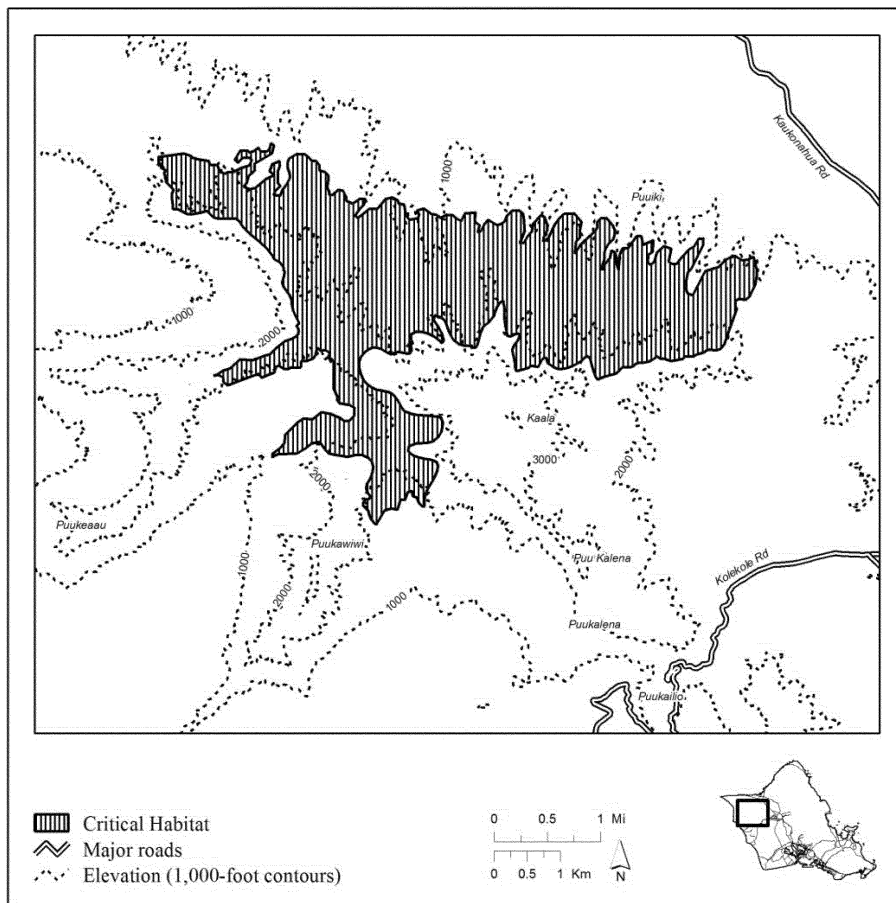 Kaukonahua Rd
1000
Puuiki
1000
2000
Kaala
3000
2000
2000
Puukeaau
Puukawiwi
1000
2000
1000
Puu Kalena
Kolekole Rd
Puukalena
Puukailio
Critical Habitat
Major roads
Elevation (1,000-foot contours)
0 0.5 1 Mi
0 0.5 1 Km
N